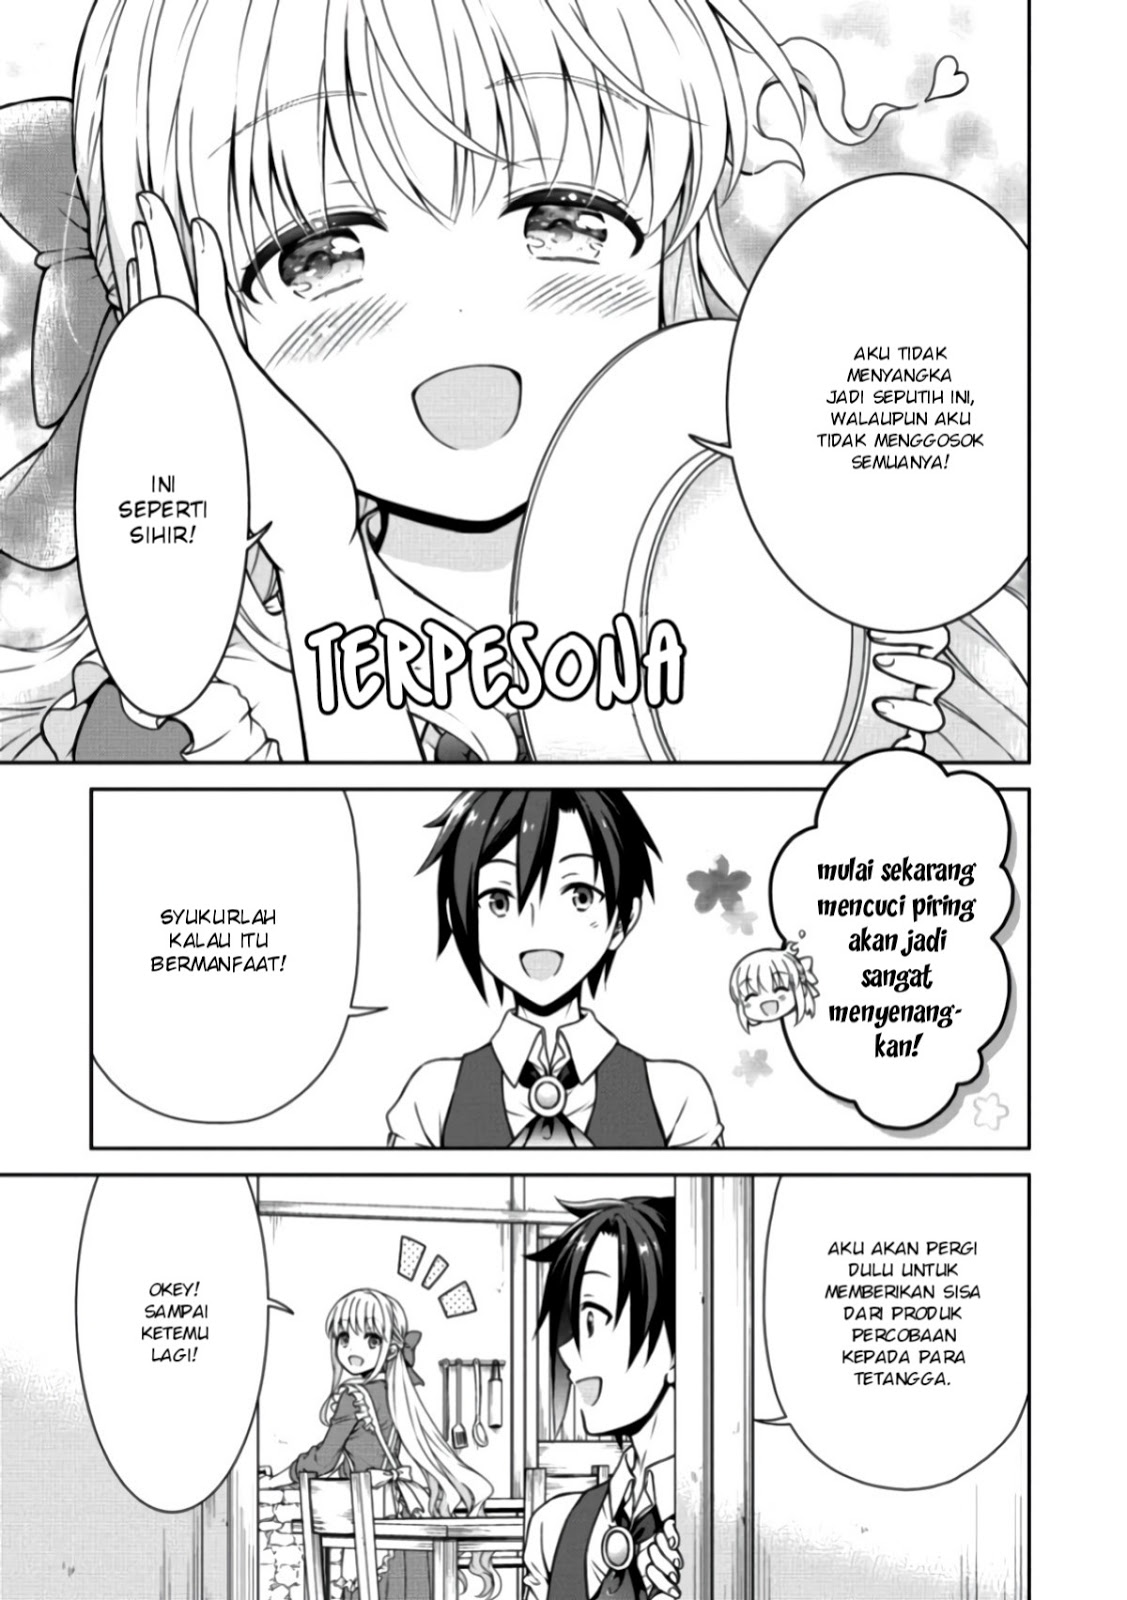 AKU TIDAK
MENYANGKA
JADI SEPUTIH INI,
WALAUPUN AKU
TIDAK MENGGOSOK
SEMUANYA!
INI
SEPERTI
SIHIR!
TERPESONA
mulai sekarang
mencuci piring
akan jadi
sangat
menyenang-
kan!
SYUKURLAH
KALAU ITU
BERMANFAAT!
AKU AKAN PERGI
DULU UNTUK
MEMBERIKAN SISA
DARI PRODUK
PERCOBAAN
KEPADA PARA
TETANGGA.
OKEY!
SAMPAI
KETEMU
LAGI!